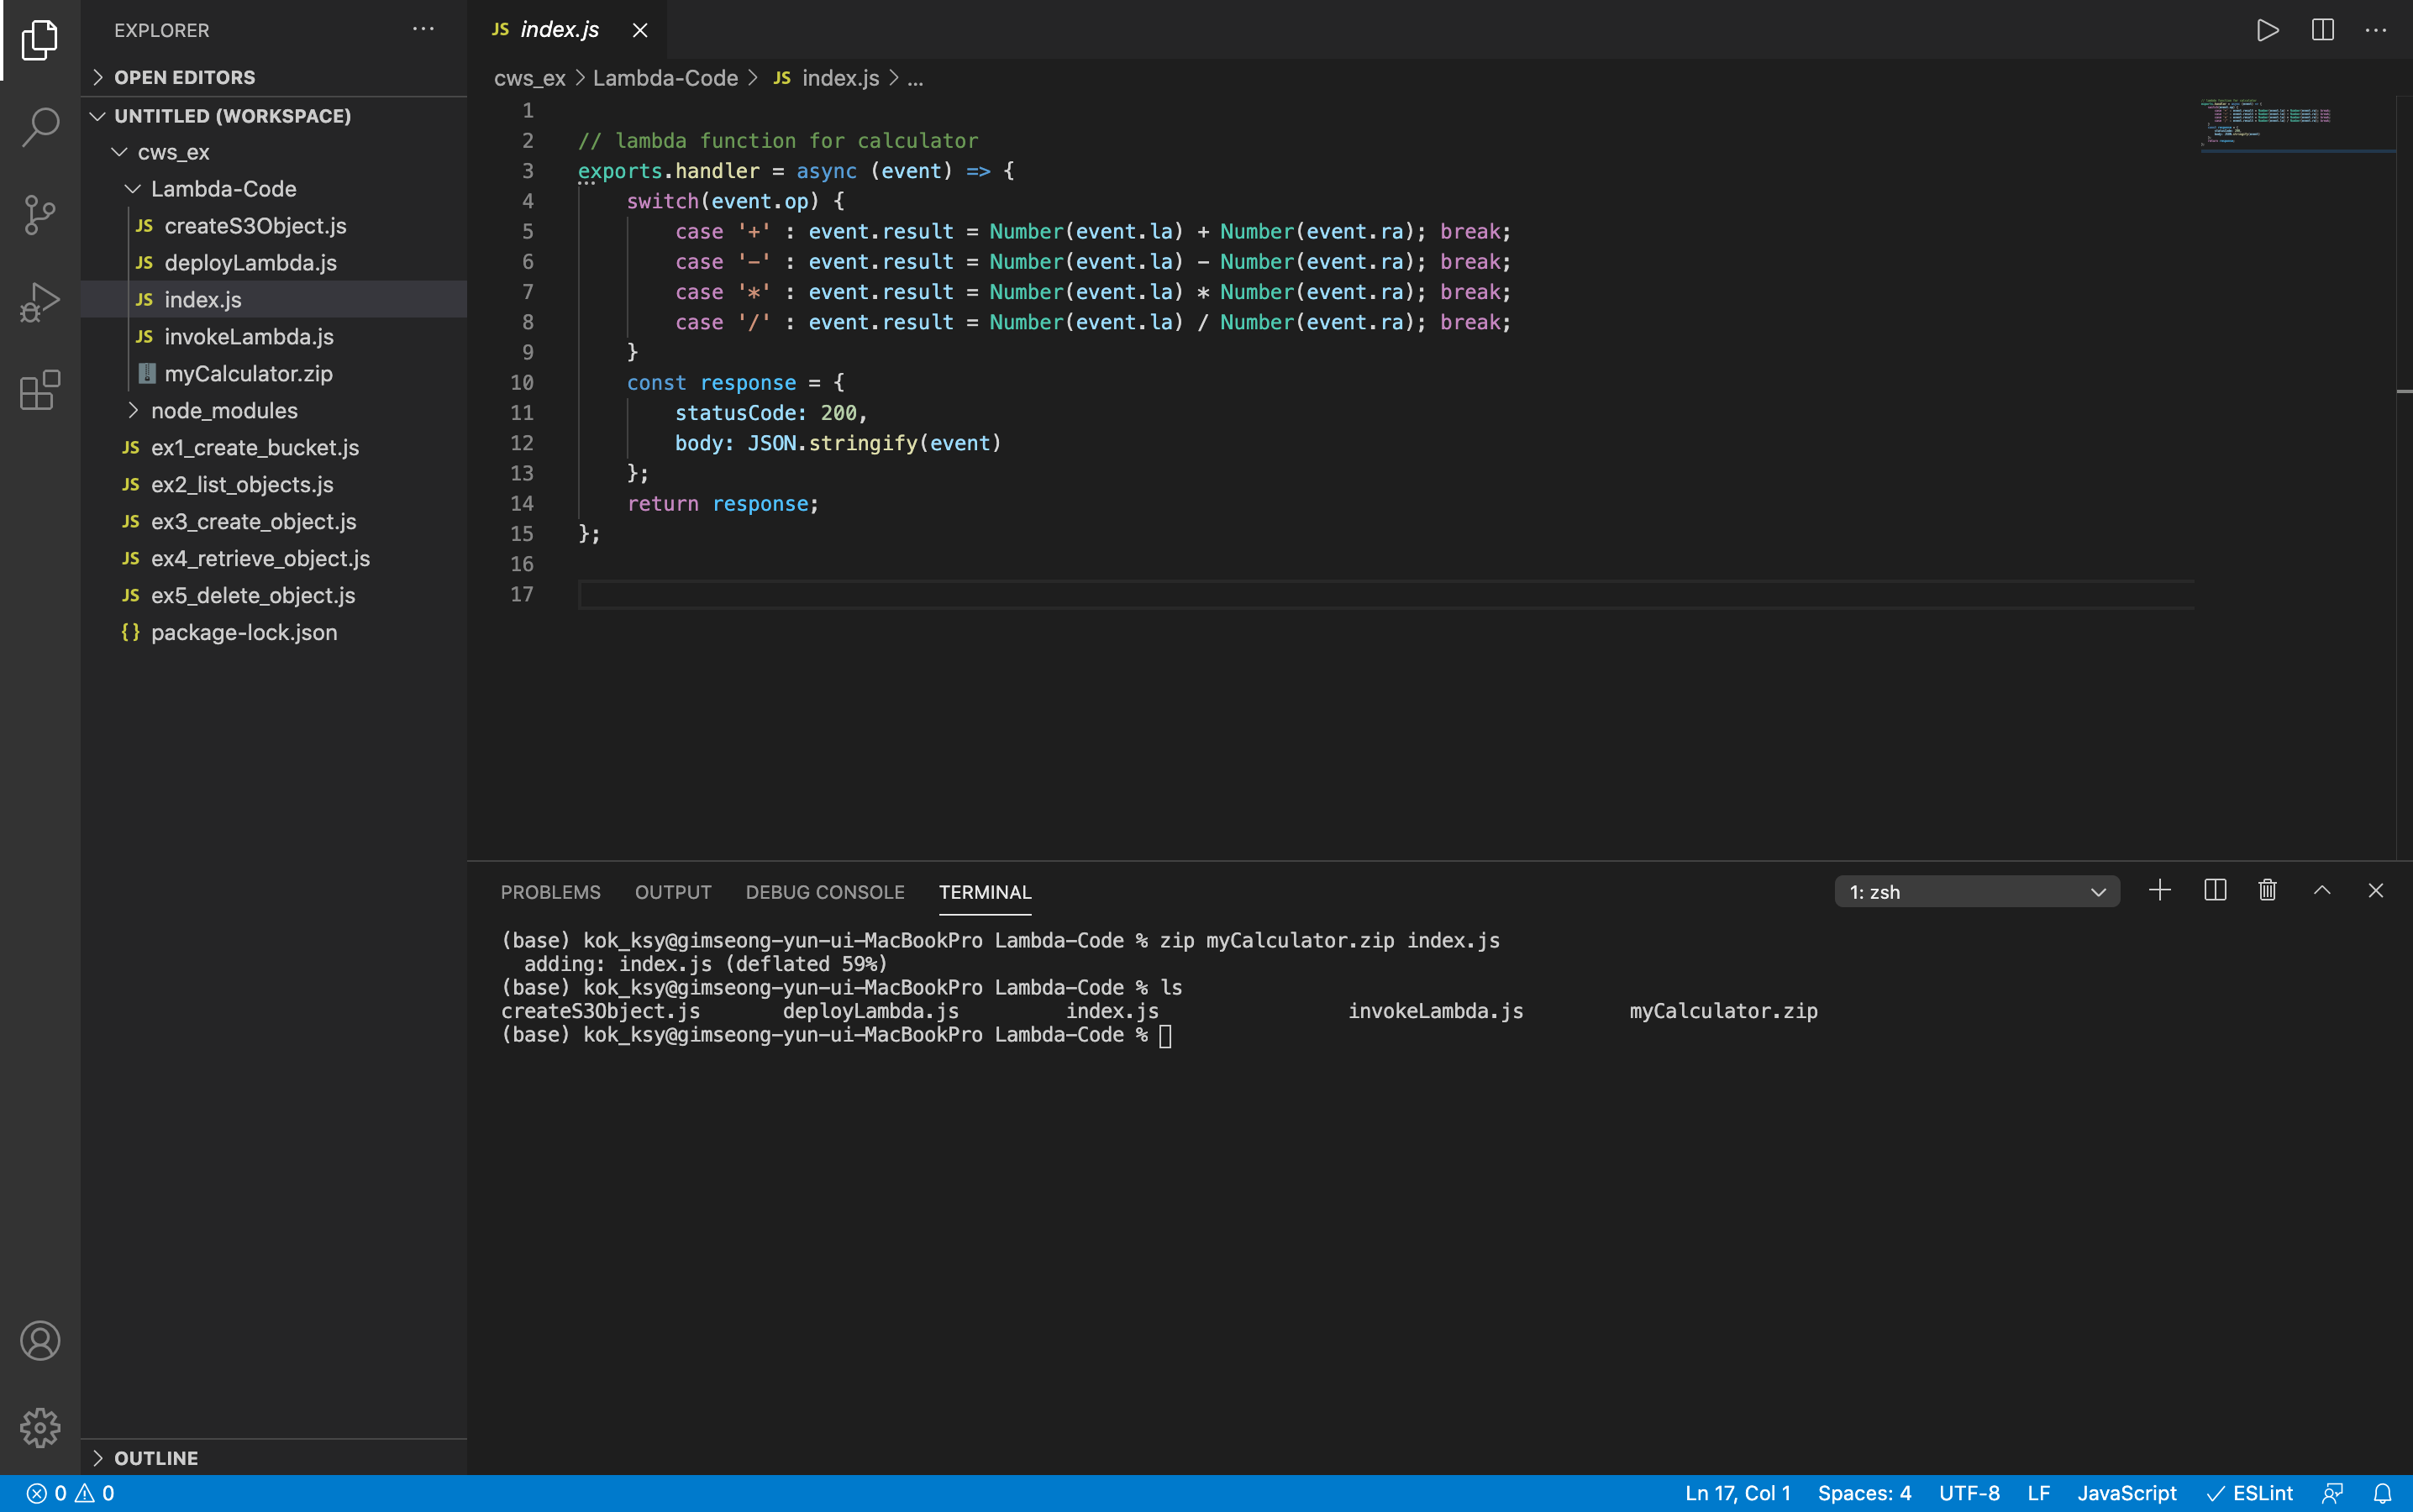 EXPLORER
OPEN EDITORS
UNTITLED (WORKSPACE)
cws_ex
Lambda-Code
JS createS3Object.js
JS deployLambda.js
JS index.js
JS invokeLambda.js
myCalculator.zip
node_modules
JS ex1_create_bucket.js
JS ex2_list_objects.js
JS ex3_create_object.js
JS ex4_retrieve_object.js
JS ex5_delete_object.js
{} package-lock.json
OUTLINE
JS index.js
cws_ex > Lambda-Code > JS index.js > ...
1
2 // lambda function for calculator
3 exports.handler = async (event) => {
4 switch(event.op) {
5 case '+' : event.result = Number(event.la) + Number(event.ra); break;
6 case '-' : event.result = Number(event.la) - Number(event.ra); break;
7 case '*' : event.result = Number(event.la) * Number(event.ra); break;
8 case '/' : event.result = Number(event.la) / Number(event.ra); break;
9 }
10 const response = {
11 statusCode: 200,
12 body: JSON.stringify(event)
13 };
14 return response;
15 };
16
17
PROBLEMS OUTPUT DEBUG CONSOLE TERMINAL 1: zsh
(base) kok_ksy@gimseong-yun-ui-MacBookPro Lambda-Code % zip myCalculator.zip index.js
adding: index.js (deflated 59%)
(base) kok_ksy@gimseong-yun-ui-MacBookPro Lambda-Code % ls
createS3Object.js deployLambda.js index.js invokeLambda.js myCalculator.zip
(base) kok_ksy@gimseong-yun-ui-MacBookPro Lambda-Code %
0 0 Ln 17, Col 1 Spaces: 4 UTF-8 LF JavaScript ESLint